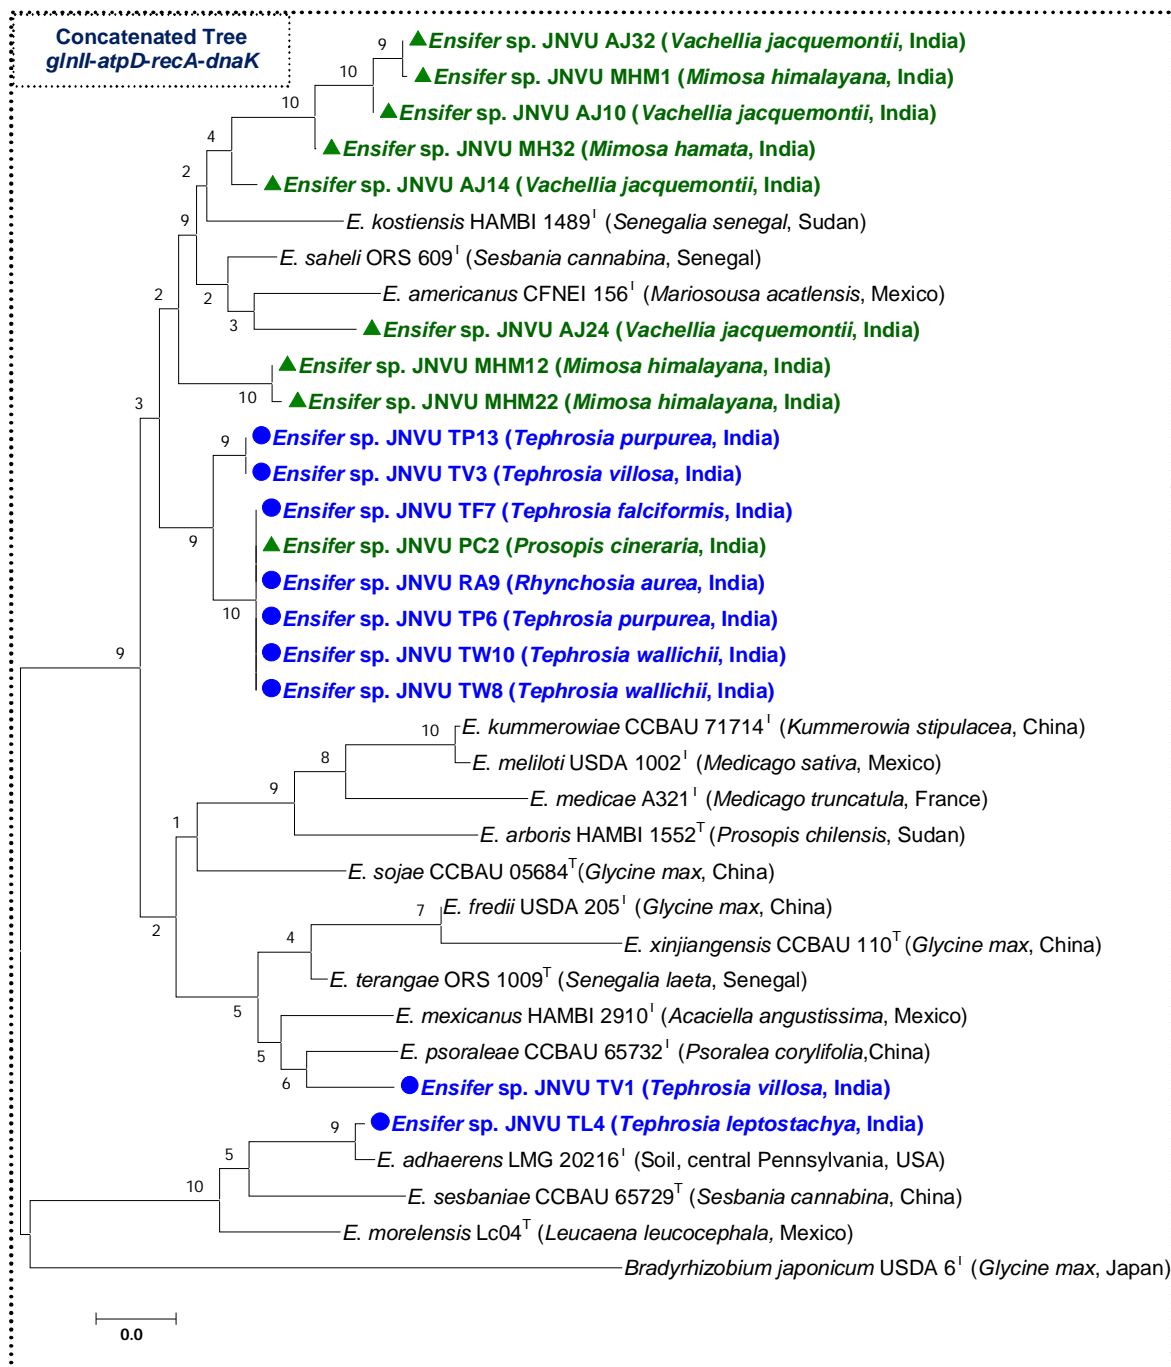 Concatenated Tree
glnII-atpD-recA-dnaK
9
Ensifer sp. JNVU AJ32 (Vachellia jacquemontii, India)
10
Ensifer sp. JNVU MHM1 (Mimosa himalayana, India)
10
Ensifer sp. JNVU AJ10 (Vachellia jacquemontii, India)
4
Ensifer sp. JNVU MH32 (Mimosa hamata, India)
2
Ensifer sp. JNVU AJ14 (Vachellia jacquemontii, India)
9
E. kostiensis HAMBI 1489ᵀ (Senegalia senegal, Sudan)
E. saheli ORS 609ᵀ (Sesbania cannabina, Senegal)
2
2
E. americanus CFNEI 156ᵀ (Mariosousa acatlensis, Mexico)
3
Ensifer sp. JNVU AJ24 (Vachellia jacquemontii, India)
Ensifer sp. JNVU MHM12 (Mimosa himalayana, India)
10
3
Ensifer sp. JNVU MHM22 (Mimosa himalayana, India)
9
Ensifer sp. JNVU TP13 (Tephrosia purpurea, India)
Ensifer sp. JNVU TV3 (Tephrosia villosa, India)
Ensifer sp. JNVU TF7 (Tephrosia falciformis, India)
9
Ensifer sp. JNVU PC2 (Prosopis cineraria, India)
Ensifer sp. JNVU RA9 (Rhynchosia aurea, India)
10
Ensifer sp. JNVU TP6 (Tephrosia purpurea, India)
9
Ensifer sp. JNVU TW10 (Tephrosia wallichii, India)
Ensifer sp. JNVU TW8 (Tephrosia wallichii, India)
10
E. kummerowiae CCBAU 71714ᵀ (Kummerowia stipulacea, China)
8
E. meliloti USDA 1002ᵀ (Medicago sativa, Mexico)
9
E. medicae A321ᵀ (Medicago truncatula, France)
1
E. arboris HAMBI 1552ᵀ (Prosopis chilensis, Sudan)
E. sojae CCBAU 05684ᵀ(Glycine max, China)
7
E. fredii USDA 205ᵀ (Glycine max, China)
2
4
E. xinjiangensis CCBAU 110ᵀ (Glycine max, China)
E. terangae ORS 1009ᵀ (Senegalia laeta, Senegal)
5
E. mexicanus HAMBI 2910ᵀ (Acaciella angustissima, Mexico)
5
E. psoraleae CCBAU 65732ᵀ (Psoralea corylifolia,China)
6
Ensifer sp. JNVU TV1 (Tephrosia villosa, India)
9
Ensifer sp. JNVU TL4 (Tephrosia leptostachya, India)
5
E. adhaerens LMG 20216ᵀ (Soil, central Pennsylvania, USA)
10
E. sesbaniae CCBAU 65729ᵀ (Sesbania cannabina, China)
E. morelensis Lc04ᵀ (Leucaena leucocephala, Mexico)
Bradyrhizobium japonicum USDA 6ᵀ (Glycine max, Japan)
0.0